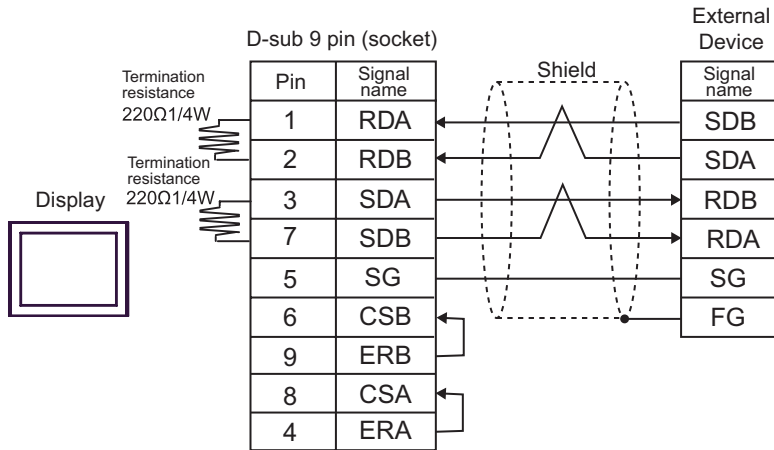 External
Device
D-sub 9 pin (socket)
Shield
Termination
resistance
220Ω1/4W
Termination
resistance
220Ω1/4W
Display
Pin Signal name
1 RDA
2 RDB
3 SDA
7 SDB
5 SG
6 CSB
9 ERB
8 CSA
4 ERA
Signal name
SDB
SDA
RDB
RDA
SG
FG